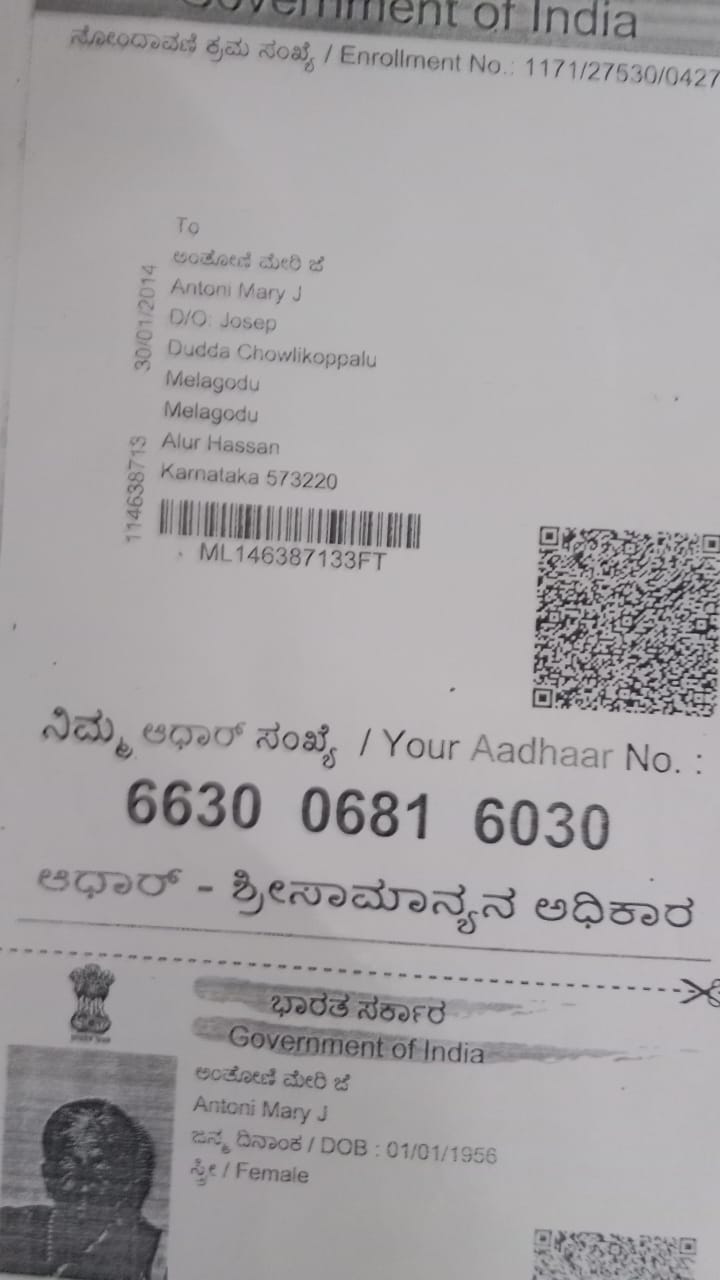 Government of India
ನೋಂದಾವಣಿ ಕ್ರಮ ಸಂಖ್ಯೆ / Enrollment No.: 1171/27530/0427
To
ಅಂತೋಣಿ ಮೇರಿ ಜೆ
Antoni Mary J
D/O: Josep
Dudda Chowlikoppalu
Melagodu
Melagodu
Alur Hassan
Karnataka 573220
30/01/2014
114638713
ML146387133FT
ನಿಮ್ಮ ಆಧಾರ್ ಸಂಖ್ಯೆ / Your Aadhaar No. :
6630 0681 6030
ಆಧಾರ್ - ಶ್ರೀಸಾಮಾನ್ಯನ ಅಧಿಕಾರ
ಭಾರತ ಸರ್ಕಾರ
Government of India
ಅಂತೋಣಿ ಮೇರಿ ಜೆ
Antoni Mary J
ಜನ್ಮ ದಿನಾಂಕ / DOB : 01/01/1956
ಸ್ತ್ರೀ / Female